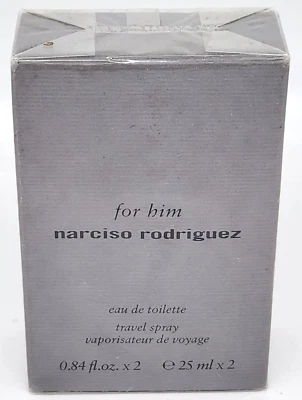 for him
narciso rodriguez
eau de toilette
travel spray
vaporisateur de voyage
0.84 fl.oz. x 2 ℮ 25 ml x 2